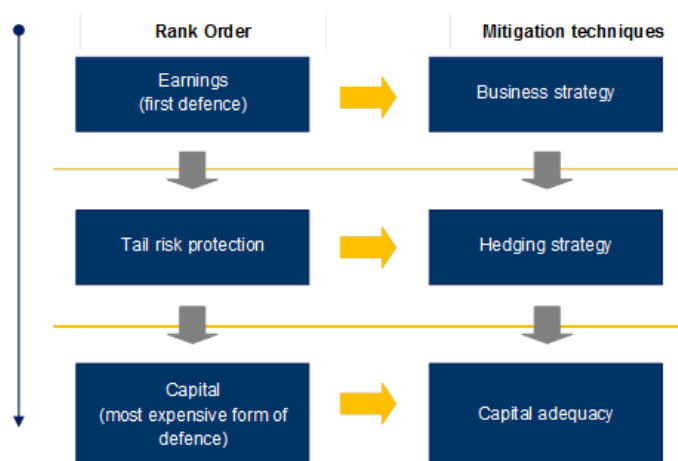 Rank Order
Mitigation techniques
Earnings
(first defence)
Business strategy
Tail risk protection
Hedging strategy
Capital
(most expensive form of
defence)
Capital adequacy